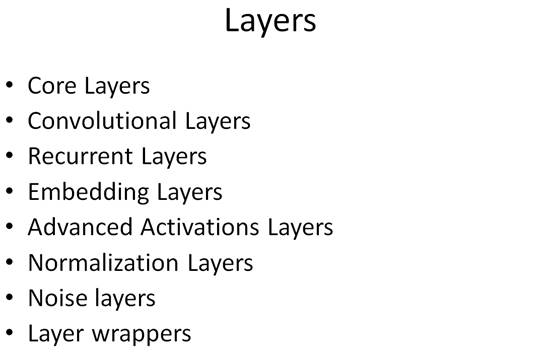 Layers
• Core Layers
• Convolutional Layers
• Recurrent Layers
• Embedding Layers
• Advanced Activations Layers
• Normalization Layers
• Noise layers
• Layer wrappers